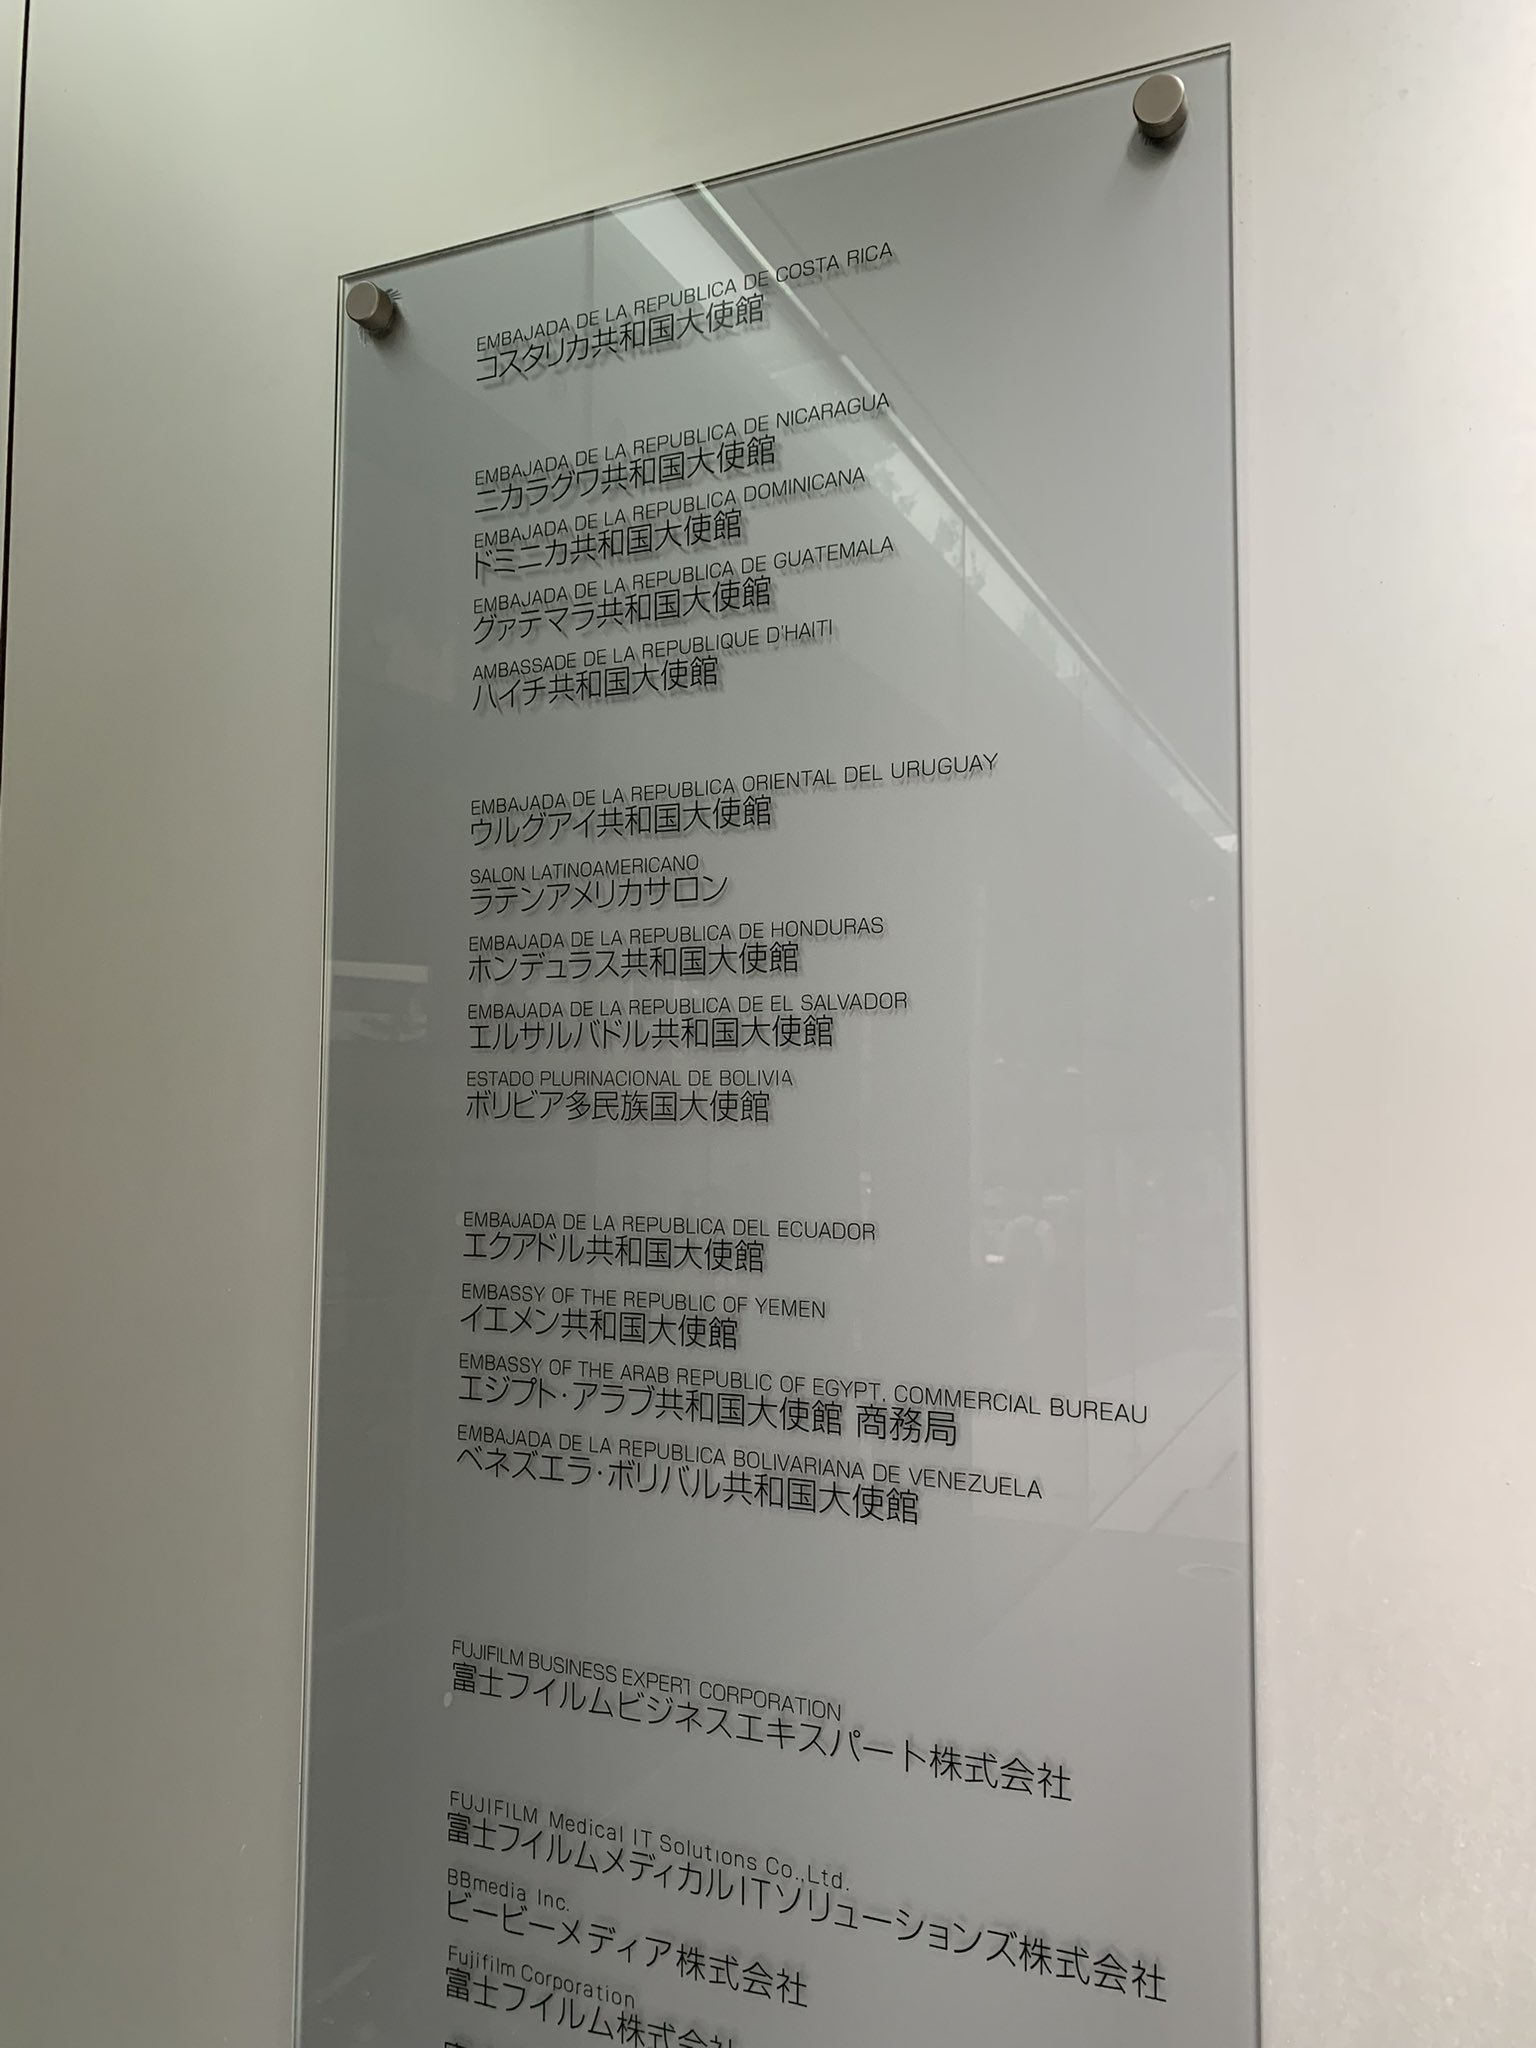 EMBAJADA DE LA REPUBLICA DE COSTA RICA
コスタリカ共和国大使館
EMBAJADA DE LA REPUBLICA DE NICARAGUA
ニカラグワ共和国大使館
EMBAJADA DE LA REPUBLICA DOMINICANA
ドミニカ共和国大使館
EMBAJADA DE LA REPUBLICA DE GUATEMALA
グァテマラ共和国大使館
AMBASSADE DE LA REPUBLIQUE D'HAITI
ハイチ共和国大使館
EMBAJADA DE LA REPUBLICA ORIENTAL DEL URUGUAY
ウルグアイ共和国大使館
SALON LATINOAMERICANO
ラテンアメリカサロン
EMBAJADA DE LA REPUBLICA DE HONDURAS
ホンデュラス共和国大使館
EMBAJADA DE LA REPUBLICA DE EL SALVADOR
エルサルバドル共和国大使館
ESTADO PLURINACIONAL DE BOLIVIA
ボリビア多民族国大使館
EMBAJADA DE LA REPUBLICA DEL ECUADOR
エクアドル共和国大使館
EMBASSY OF THE REPUBLIC OF YEMEN
イエメン共和国大使館
EMBASSY OF THE ARAB REPUBLIC OF EGYPT. COMMERCIAL BUREAU
エジプト・アラブ共和国大使館 商務局
EMBAJADA DE LA REPUBLICA BOLIVARIANA DE VENEZUELA
ベネズエラ・ボリバル共和国大使館
FUJIFILM BUSINESS EXPERT CORPORATION
富士フイルムビジネスエキスパート株式会社
FUJIFILM Medical IT Solutions Co.,Ltd.
富士フイルムメディカルITソリューションズ株式会社
BBmedia Inc.
ビービーメディア株式会社
Fujifilm Corporation
富士フイルム株式会社